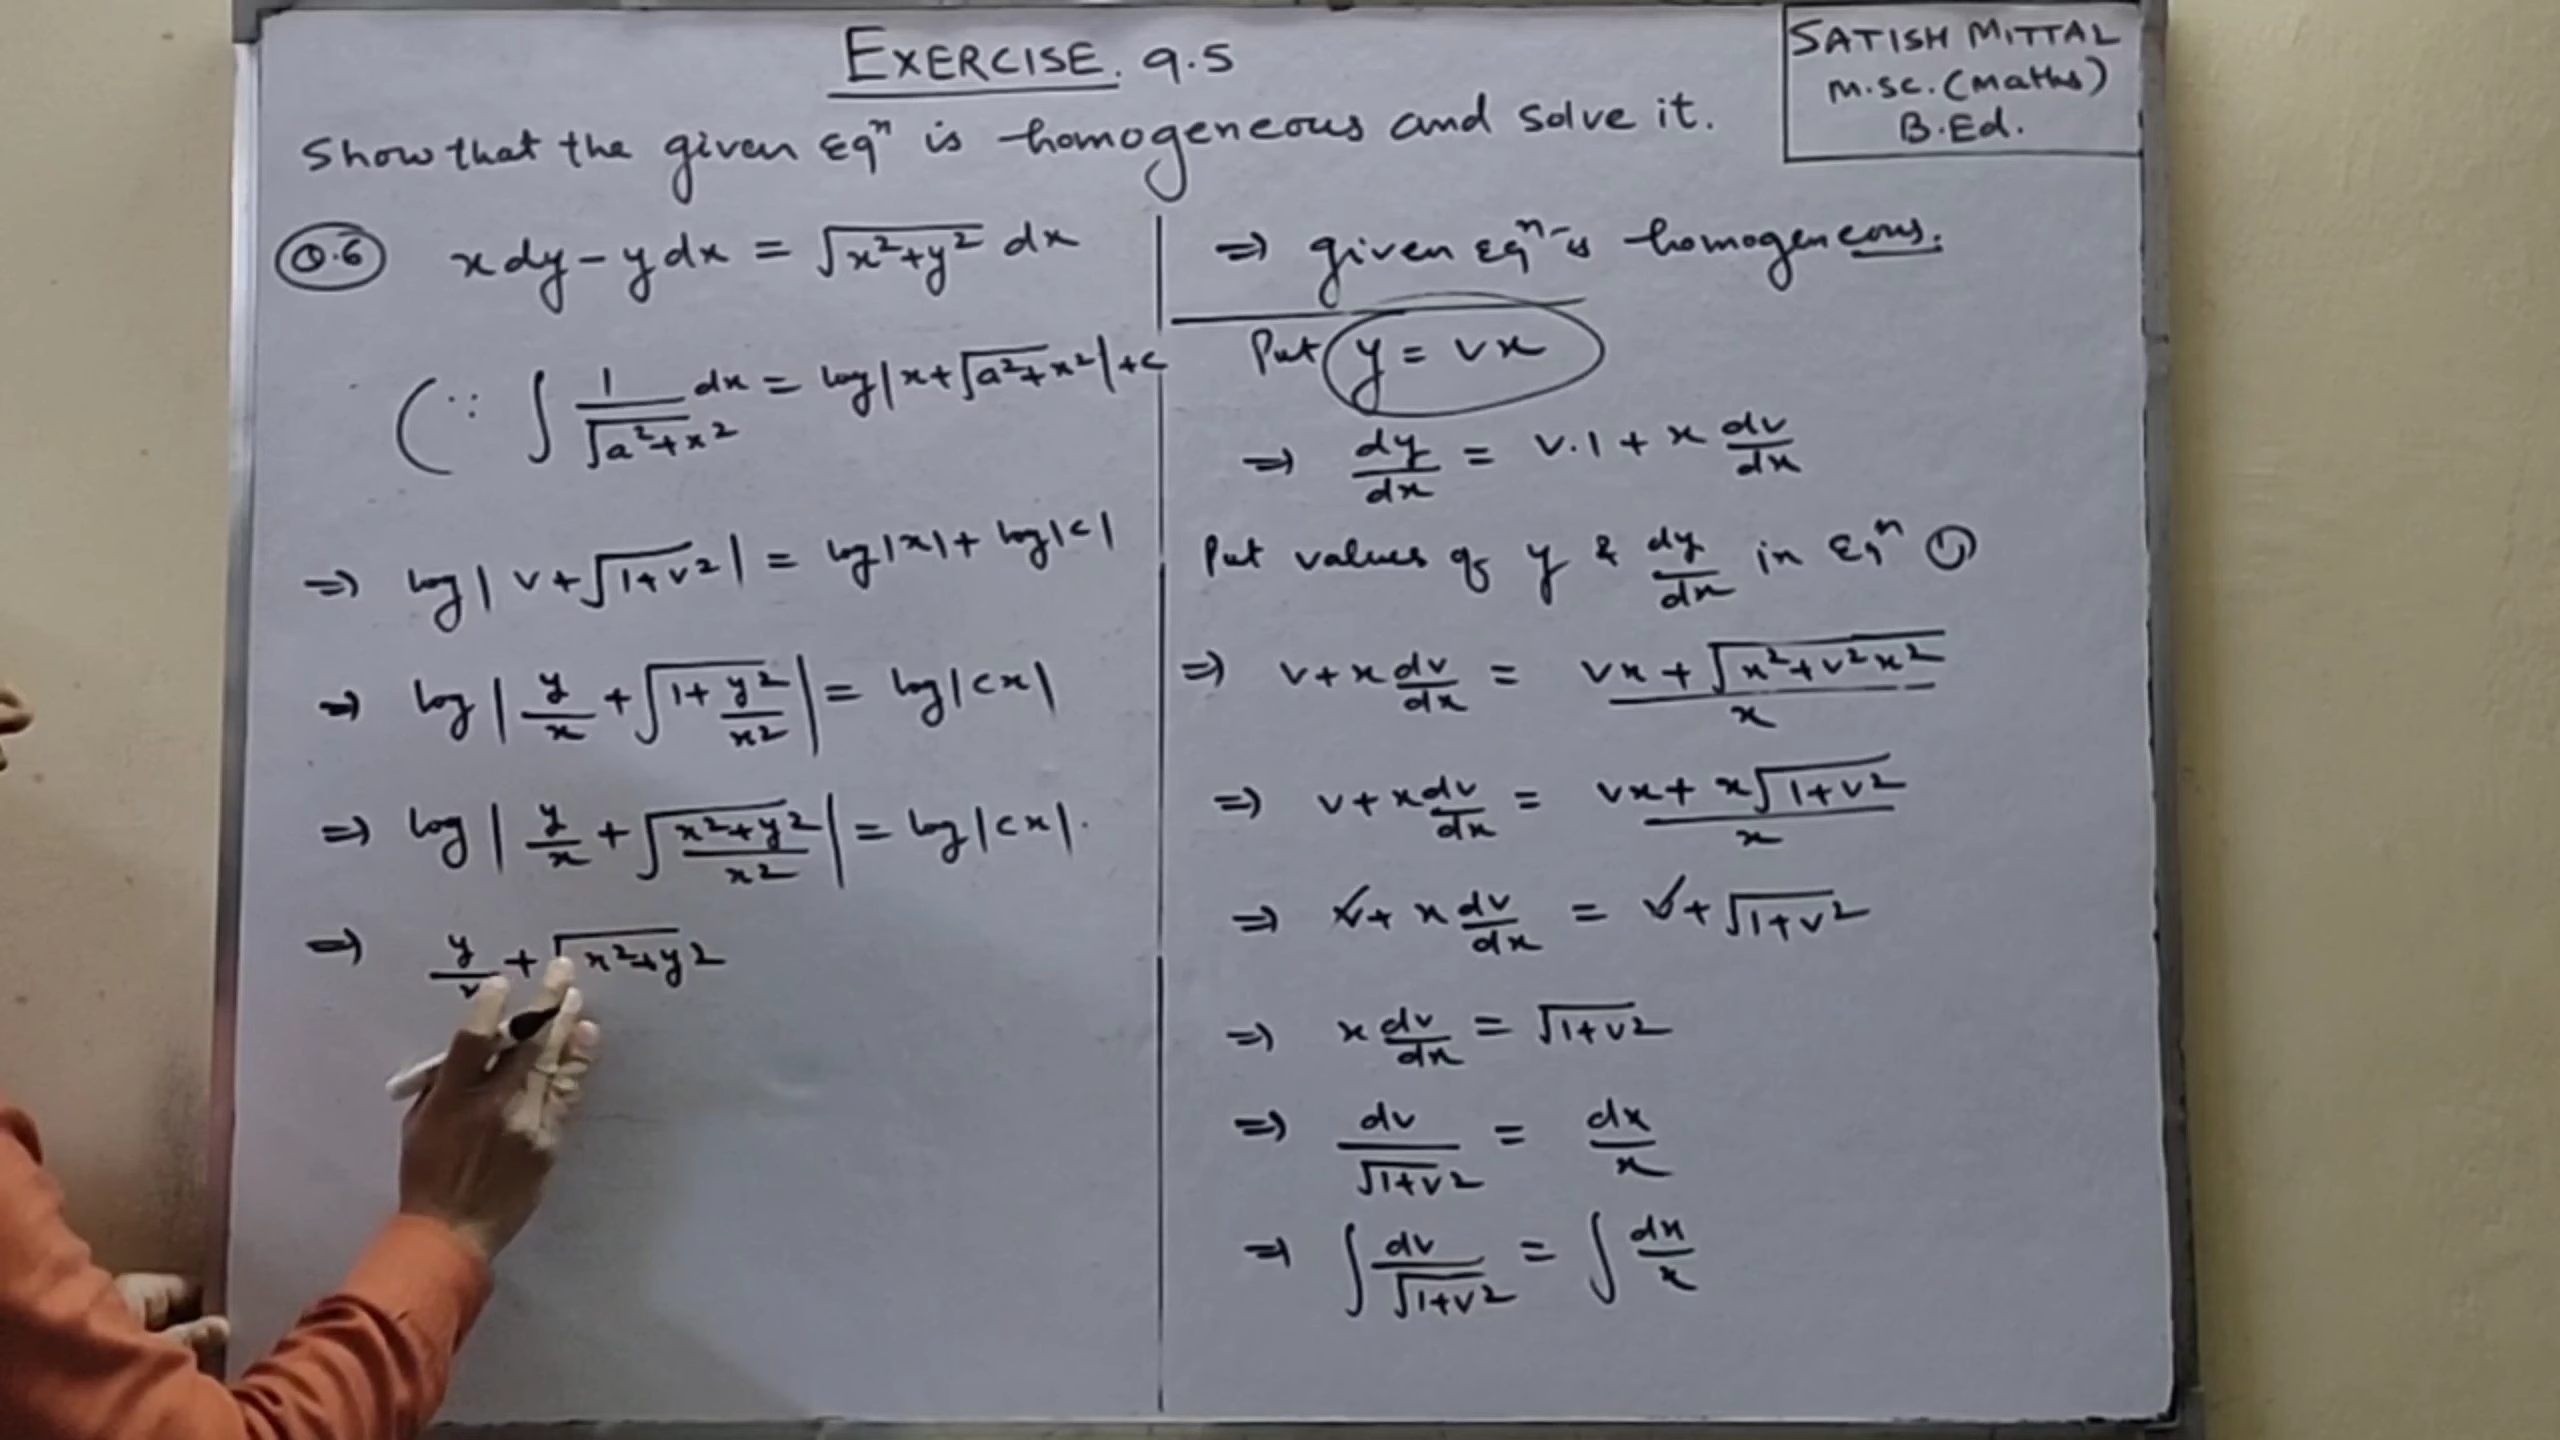 EXERCISE. 9.5
SATISH MITTAL
M.Sc. (Maths)
B.Ed.
Show that the given Eqⁿ is homogeneous and solve it.
Q.6 x dy - y dx = √(x²+y²) dx
(∵ ∫ 1/√(a²+x²) dx = log|x+√(a²+x²)|+c
⇒ log|v+√(1+v²)| = log|x|+log|c|
⇒ log|y/x + √(1+y²/x²)| = log|cx|
⇒ log|y/x + √((x²+y²)/x²)| = log|cx|.
⇒ y/x + √(x²+y²)
⇒ given Eqⁿ is homogeneous.
Put y = vx
⇒ dy/dx = v.1 + x dv/dx
Put values of y & dy/dx in Eqⁿ ①
⇒ v + x dv/dx = (vx + √(x²+v²x²))/x
⇒ v + x dv/dx = (vx + x√(1+v²))/x
⇒ v + x dv/dx = v + √(1+v²)
⇒ x dv/dx = √(1+v²)
⇒ dv/√(1+v²) = dx/x
⇒ ∫ dv/√(1+v²) = ∫ dx/x